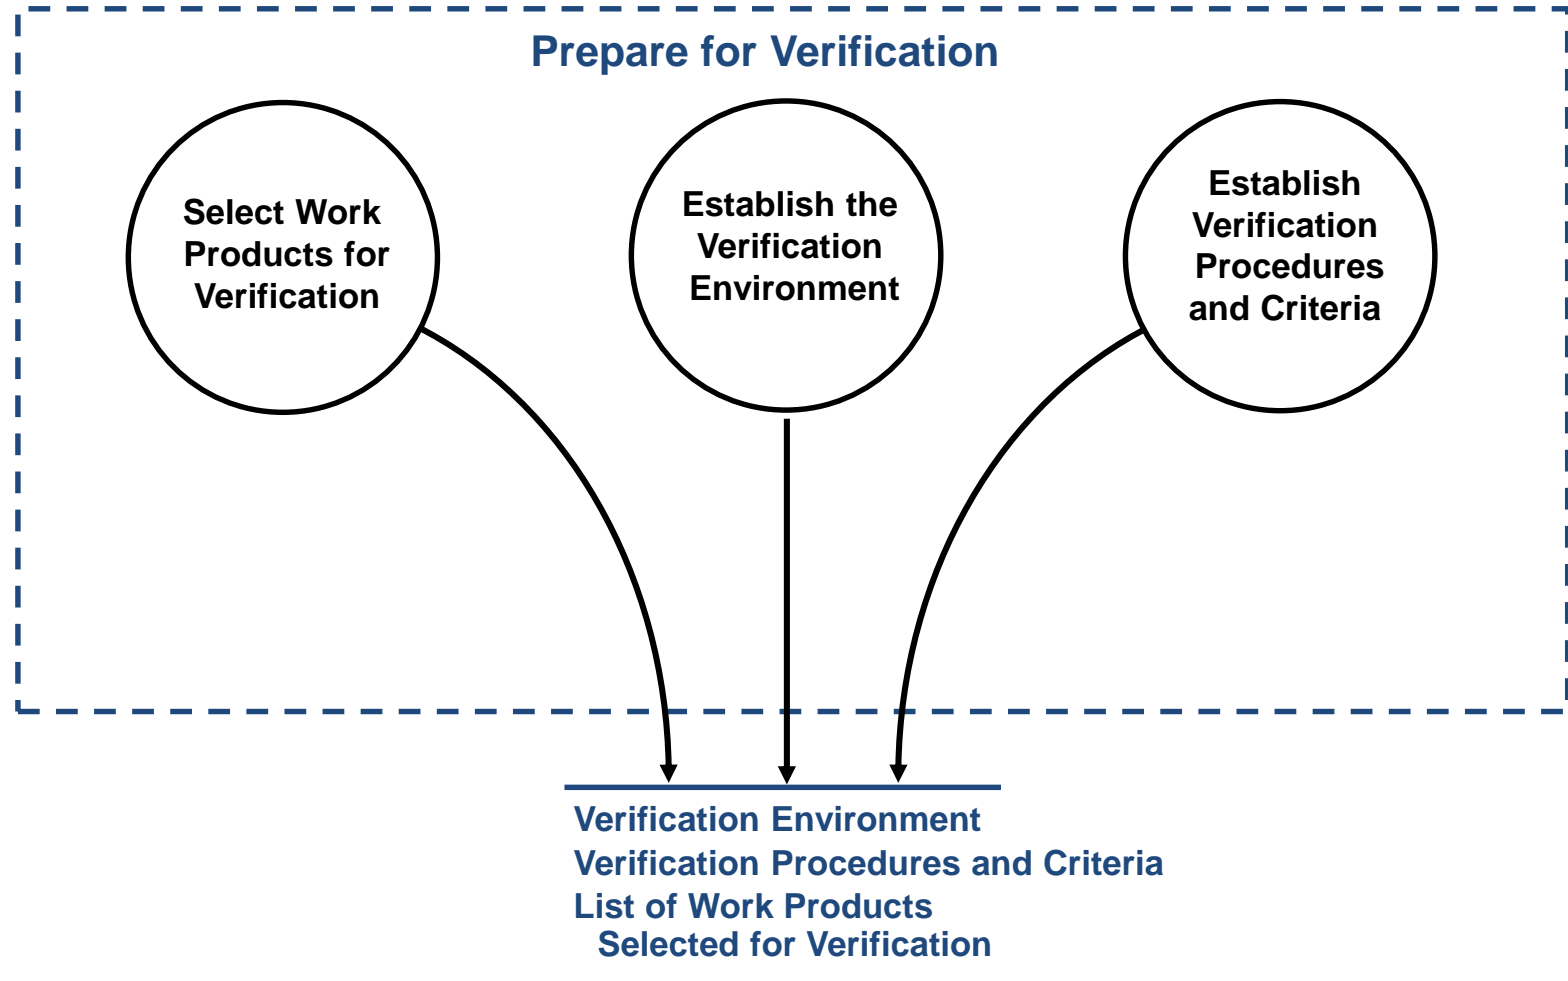 Prepare for Verification
Select Work
Products for
Verification
Establish the
Verification
Environment
Establish
Verification
Procedures
and Criteria
Verification Environment
Verification Procedures and Criteria
List of Work Products
Selected for Verification